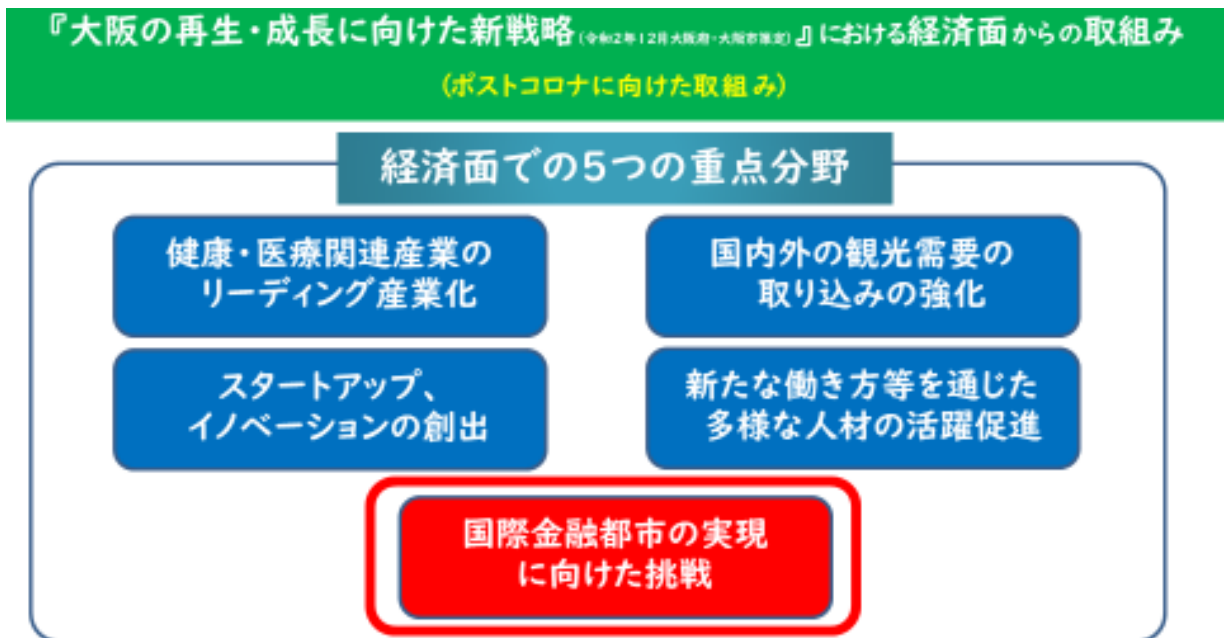 『大阪の再生・成長に向けた新戦略(令和2年12月大阪府・大阪市策定)』における経済面からの取組み
(ポストコロナに向けた取組み)
経済面での5つの重点分野
健康・医療関連産業の
リーディング産業化
国内外の観光需要の
取り込みの強化
スタートアップ、
イノベーションの創出
新たな働き方等を通じた
多様な人材の活躍促進
国際金融都市の実現
に向けた挑戦